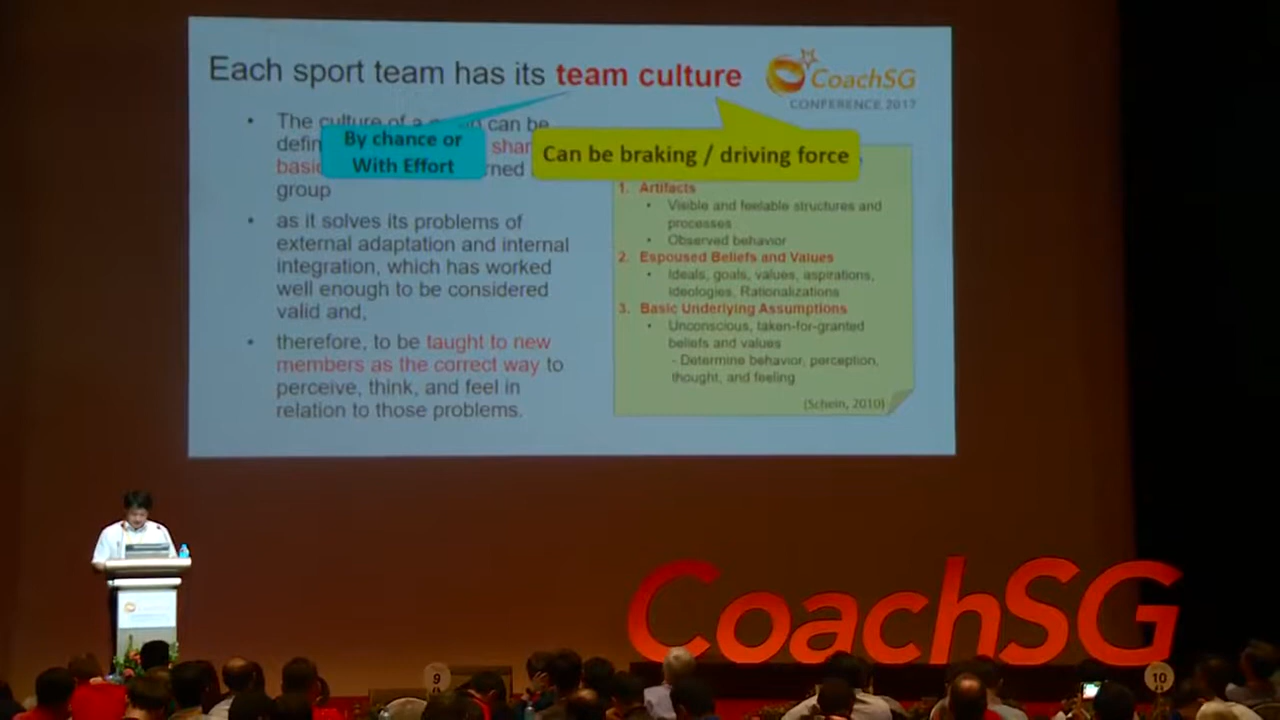 Each sport team has its team culture
CoachSG
CONFERENCE 2017
The culture of a can be
defin shar
basic rned
group
By chance or
With Effort
Can be braking / driving force
as it solves its problems of
external adaptation and internal
integration, which has worked
well enough to be considered
valid and,
therefore, to be taught to new
members as the correct way to
perceive, think, and feel in
relation to those problems.
1. Artifacts
Visible and feelable structures and
processes
Observed behavior
2. Espoused Beliefs and Values
Ideals, goals, values, aspirations,
Ideologies, Rationalizations
3. Basic Underlying Assumptions
Unconscious, taken-for-granted
beliefs and values
- Determine behavior, perception,
thought, and feeling
(Schein, 2010)
CoachSG
9
10